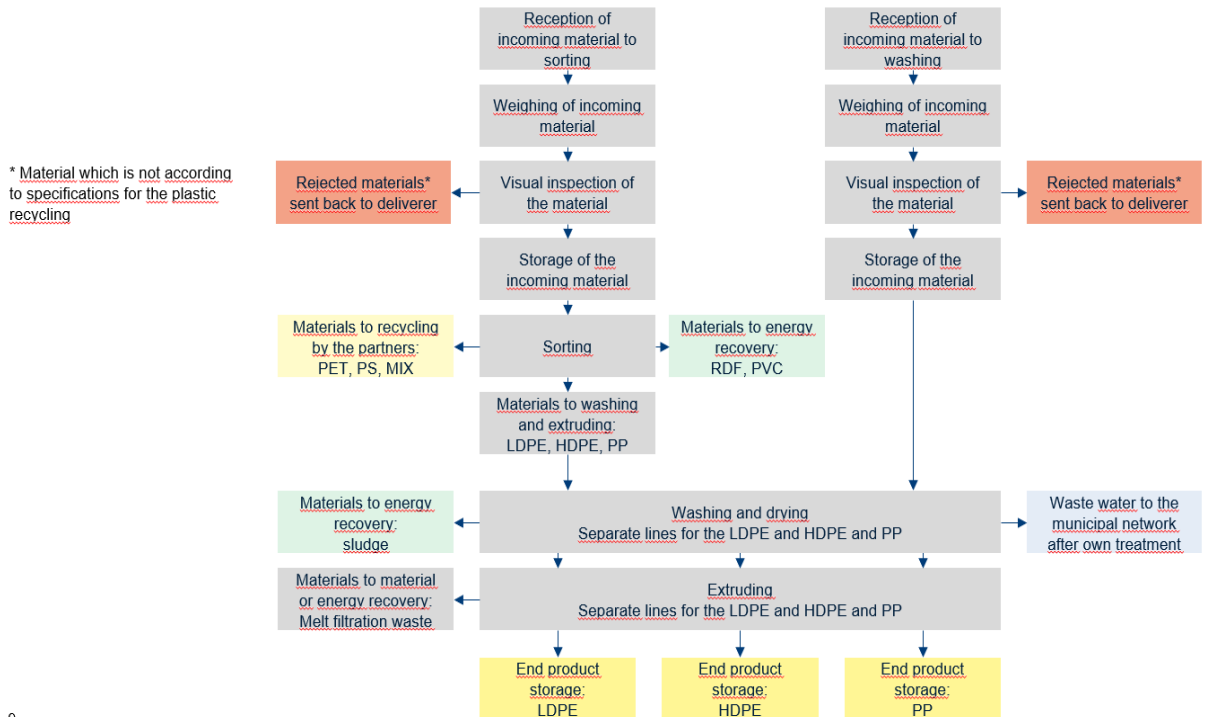 Reception of
incoming material to
sorting
Reception of
incoming material to
washing
Weighing of incoming
material
Weighing of incoming
material
* Material which is not according
to specifications for the plastic
recycling
Rejected materials*
sent back to deliverer
Visual inspection of
the material
Visual inspection of
the material
Rejected materials*
sent back to deliverer
Storage of the
incoming material
Storage of the
incoming material
Materials to recycling
by the partners:
PET, PS, MIX
Sorting
Materials to energy
recovery:
RDF, PVC
Materials to washing
and extruding:
LDPE, HDPE, PP
Materials to energy
recovery:
sludge
Washing and drying
Separate lines for the LDPE and HDPE and PP
Waste water to the
municipal network
after own treatment
Materials to material
or energy recovery:
Melt filtration waste
Extruding
Separate lines for the LDPE and HDPE and PP
End product
storage:
LDPE
End product
storage:
HDPE
End product
storage:
PP